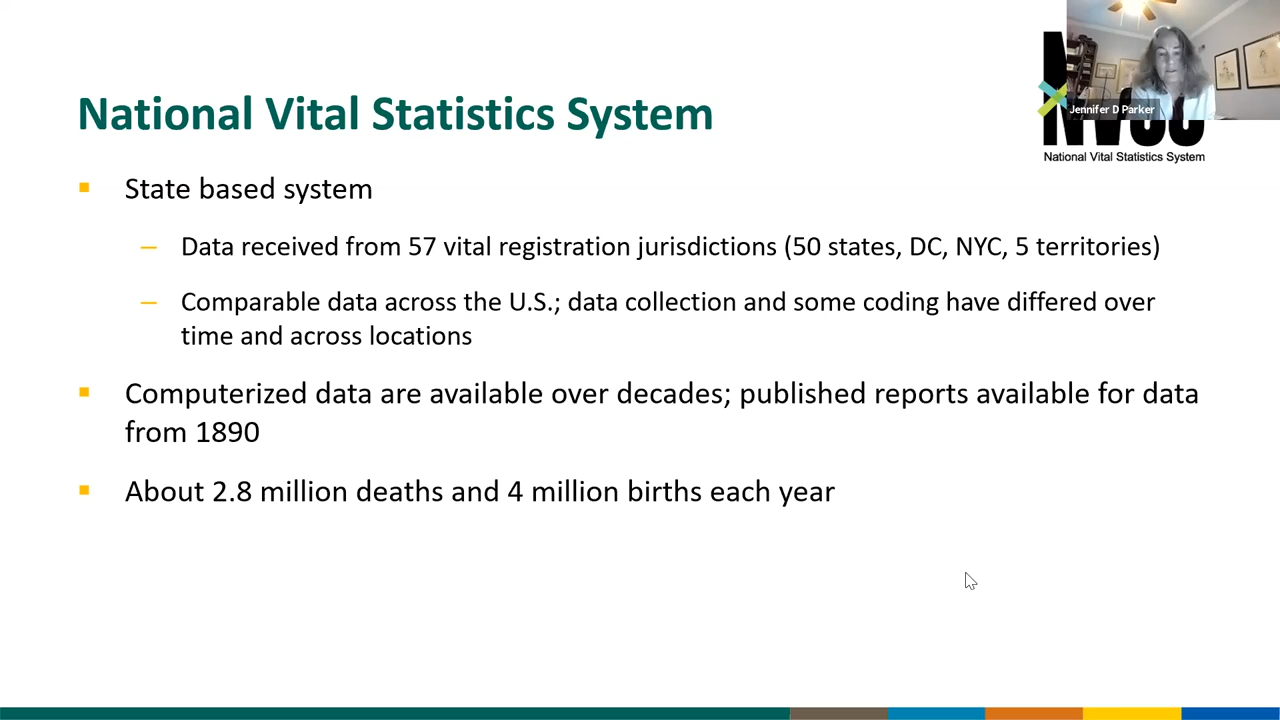 Jennifer D Parker
National Vital Statistics System
National Vital Statistics System
State based system
Data received from 57 vital registration jurisdictions (50 states, DC, NYC, 5 territories)
Comparable data across the U.S.; data collection and some coding have differed over
time and across locations
Computerized data are available over decades; published reports available for data
from 1890
About 2.8 million deaths and 4 million births each year